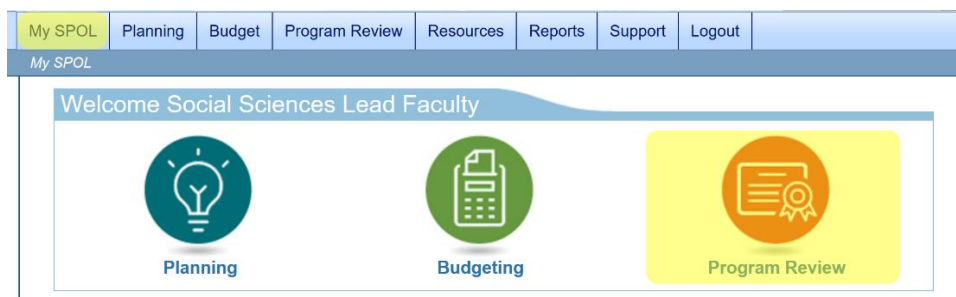 My SPOL Planning Budget Program Review Resources Reports Support Logout
My SPOL
Welcome Social Sciences Lead Faculty
Planning Budgeting Program Review